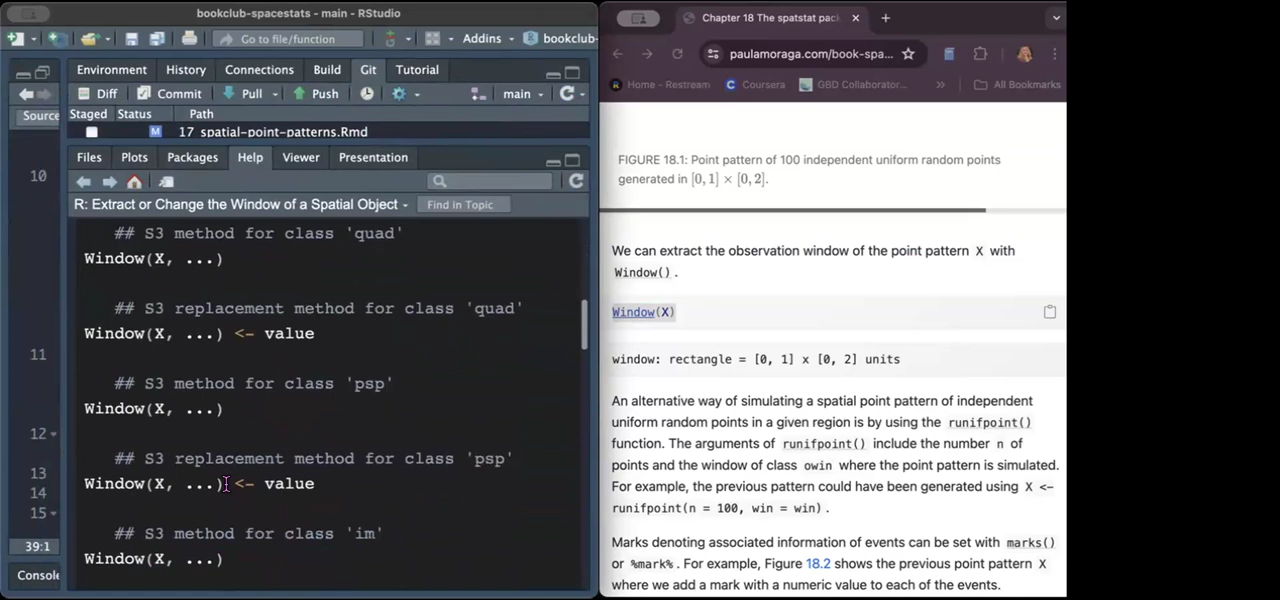 bookclub-spacestats - main - RStudio
Go to file/function
Addins
bookclub-
Environment History Connections Build Git Tutorial
Diff Commit Pull Push main
Staged Status Path
M 17_spatial-point-patterns.Rmd
Source
Files Plots Packages Help Viewer Presentation
R: Extract or Change the Window of a Spatial Object
Find in Topic
10
11
12
13
14
15
39:1
Console
## S3 method for class 'quad'
Window(X, ...)
## S3 replacement method for class 'quad'
Window(X, ...) <- value
## S3 method for class 'psp'
Window(X, ...)
## S3 replacement method for class 'psp'
Window(X, ...) <- value
## S3 method for class 'im'
Window(X, ...)
Chapter 18 The spatstat pac
paulamoraga.com/book-spa...
Home - Restream
Coursera
GBD Collaborator...
»
All Bookmarks
FIGURE 18.1: Point pattern of 100 independent uniform random points
generated in [0, 1] × [0, 2].
We can extract the observation window of the point pattern X with
Window().
Window(X)
window: rectangle = [0, 1] x [0, 2] units
An alternative way of simulating a spatial point pattern of independent
uniform random points in a given region is by using the runifpoint()
function. The arguments of runifpoint() include the number n of
points and the window of class owin where the point pattern is simulated.
For example, the previous pattern could have been generated using X <-
runifpoint(n = 100, win = win).
Marks denoting associated information of events can be set with marks()
or %mark%. For example, Figure 18.2 shows the previous point pattern X
where we add a mark with a numeric value to each of the events.